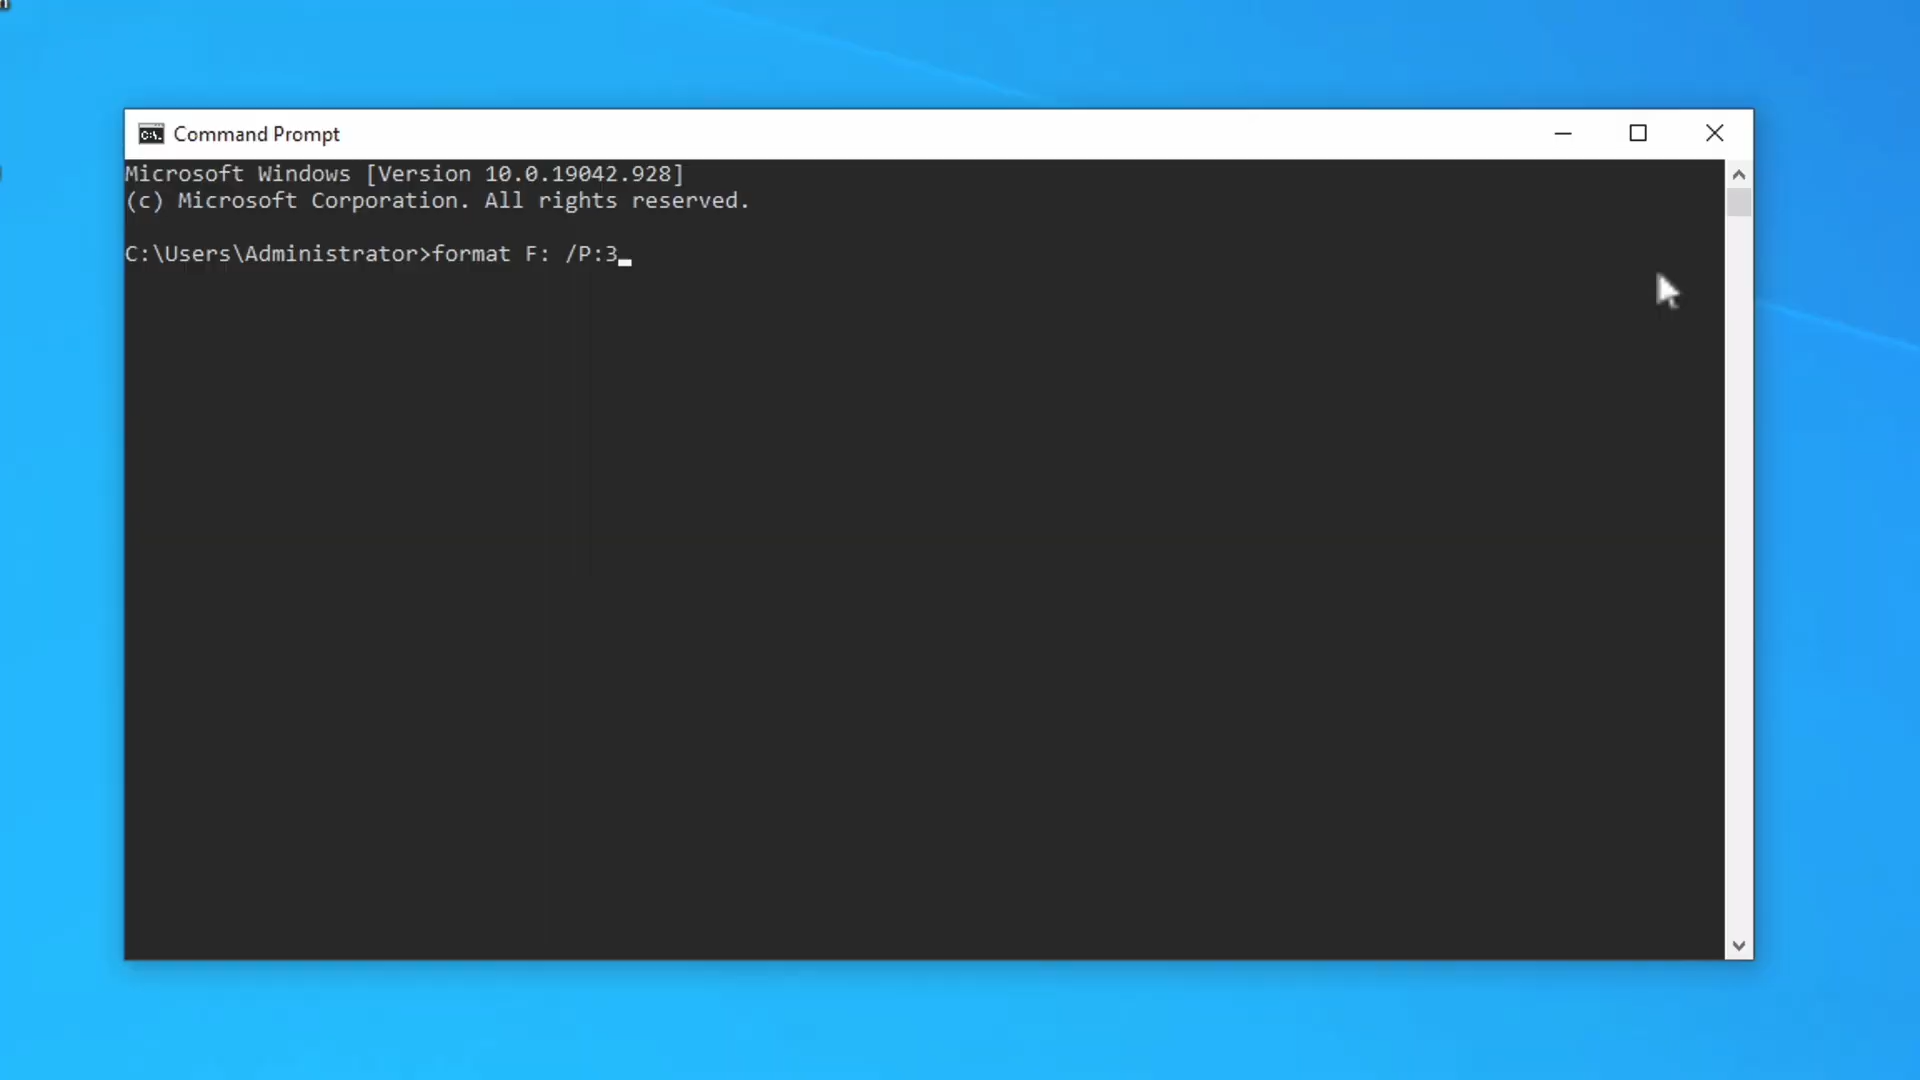 Command Prompt
Microsoft Windows [Version 10.0.19042.928]
(c) Microsoft Corporation. All rights reserved.
C:\Users\Administrator>format F: /P:3